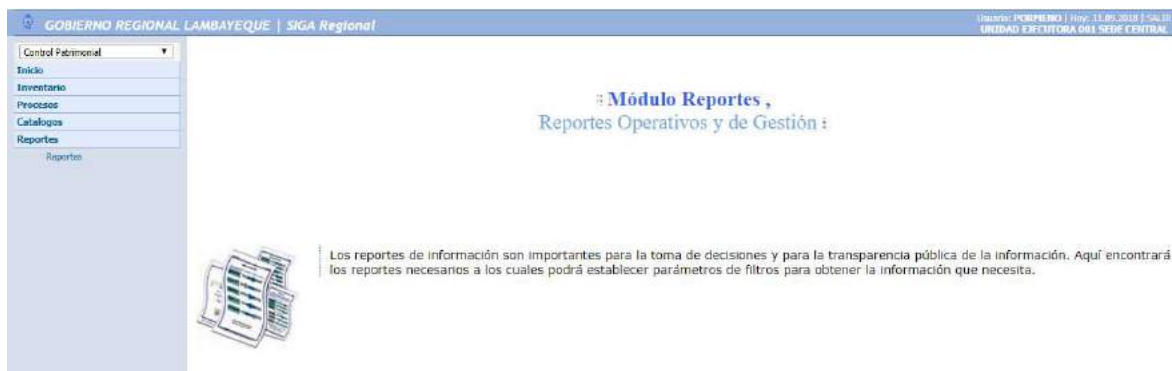 GOBIERNO REGIONAL LAMBAYEQUE | SIGA Regional
Usuario: | Hoy: 11.09.2018 | SALIR
UNIDAD EJECUTORA 001 SEDE CENTRAL
Control Patrimonial
Inicio
Inventario
Procesos
Catalogos
Reportes
Reportes
Módulo Reportes ,
Reportes Operativos y de Gestión :
Los reportes de información son importantes para la toma de decisiones y para la transparencia pública de la información. Aquí encontrará
los reportes necesarios a los cuales podrá establecer parámetros de filtros para obtener la información que necesita.